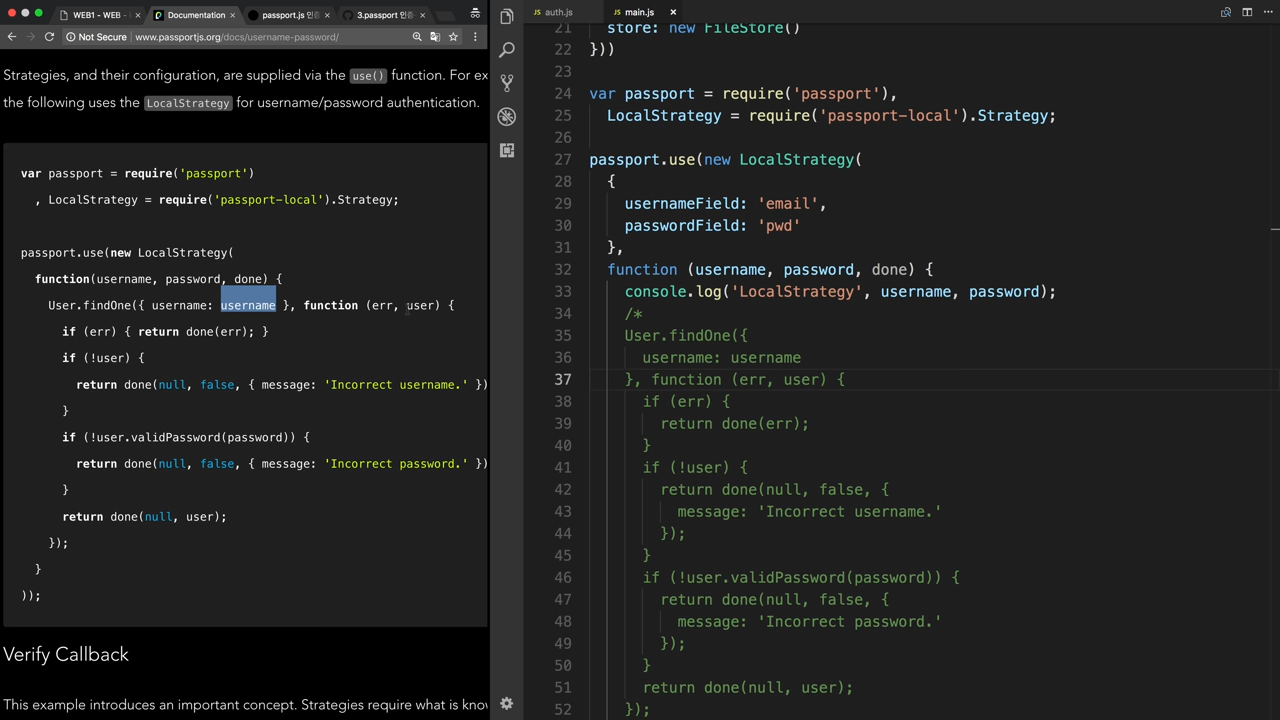 WEB1 - WEB -
Documentation
passport.js 인증
3.passport 인증
Not Secure
www.passportjs.org/docs/username-password/
Strategies, and their configuration, are supplied via the use() function. For ex
the following uses the LocalStrategy for username/password authentication.
var passport = require('passport')
, LocalStrategy = require('passport-local').Strategy;
passport.use(new LocalStrategy(
function(username, password, done) {
User.findOne({ username: username }, function (err, user) {
if (err) { return done(err); }
if (!user) {
return done(null, false, { message: 'Incorrect username.' })
}
if (!user.validPassword(password)) {
return done(null, false, { message: 'Incorrect password.' })
}
return done(null, user);
});
}
));
Verify Callback
This example introduces an important concept. Strategies require what is know
auth.js
main.js
21 store: new FileStore()
22 }))
23
24 var passport = require('passport'),
25 LocalStrategy = require('passport-local').Strategy;
26
27 passport.use(new LocalStrategy(
28 {
29 usernameField: 'email',
30 passwordField: 'pwd'
31 },
32 function (username, password, done) {
33 console.log('LocalStrategy', username, password);
34 /*
35 User.findOne({
36 username: username
37 }, function (err, user) {
38 if (err) {
39 return done(err);
40 }
41 if (!user) {
42 return done(null, false, {
43 message: 'Incorrect username.'
44 });
45 }
46 if (!user.validPassword(password)) {
47 return done(null, false, {
48 message: 'Incorrect password.'
49 });
50 }
51 return done(null, user);
52 });